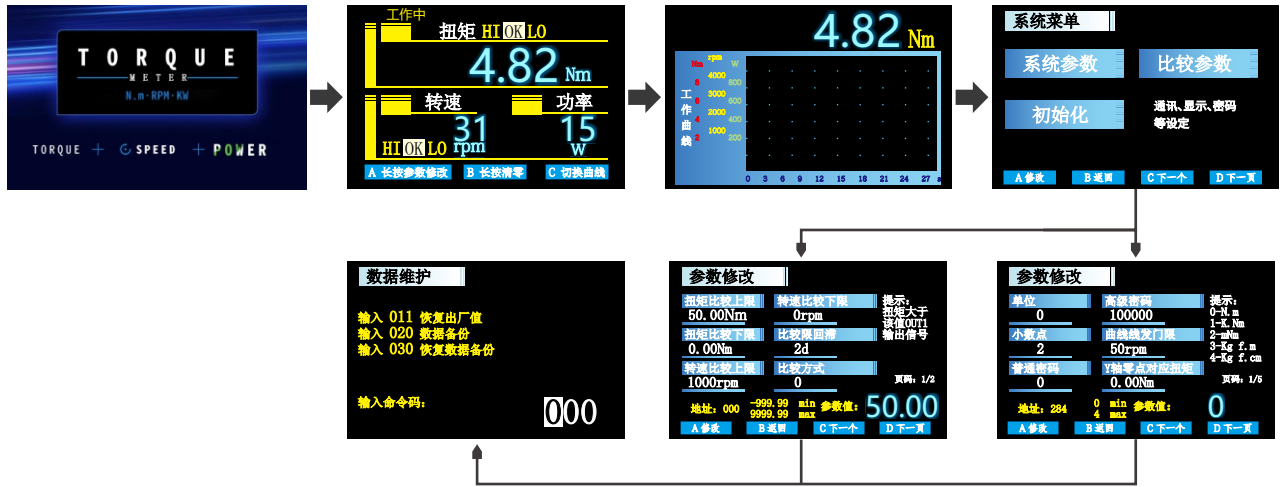 TORQUE
METER
N.m·RPM·KW
TORQUE + SPEED + POWER
工作中
扭矩 HI OK LO
4.82 Nm
转速
功率
31
rpm
15
W
HI OK LO
A 长按参数修改
B 长按清零
C 切换曲线
4.82 Nm
Nm rpm W
4000 800
8
3000 600
6
2000 400
4
1000 200
2
工作曲线
0 3 6 9 12 15 18 21 24 27 s
系统菜单
系统参数
比较参数
初始化
通讯、显示、密码
等设定
A 修改
B 返回
C 下一个
D 下一页
数据维护
输入 011 恢复出厂值
输入 020 数据备份
输入 030 恢复数据备份
输入命令码:
000
参数修改
扭矩比较上限
50.00Nm
转速比较下限
0rpm
扭矩比较下限
0.00Nm
比较限回滞
2d
转速比较上限
1000rpm
比较方式
0
提示:
扭矩大于
该值OUT1
输出信号
页码: 1/2
地址: 000
-999.99 min
9999.99 max
参数值:
50.00
A 修改
B 返回
C 下一个
D 下一页
参数修改
单位
0
高级密码
100000
小数点
2
曲线线发门限
50rpm
普通密码
0
Y轴零点对应扭矩
0.00Nm
提示:
0-N.m
1-K.Nm
2-mNm
3-Kg f.m
4-Kg f.cm
页码: 1/5
地址: 284
0 min
4 max
参数值:
0
A 修改
B 返回
C 下一个
D 下一页